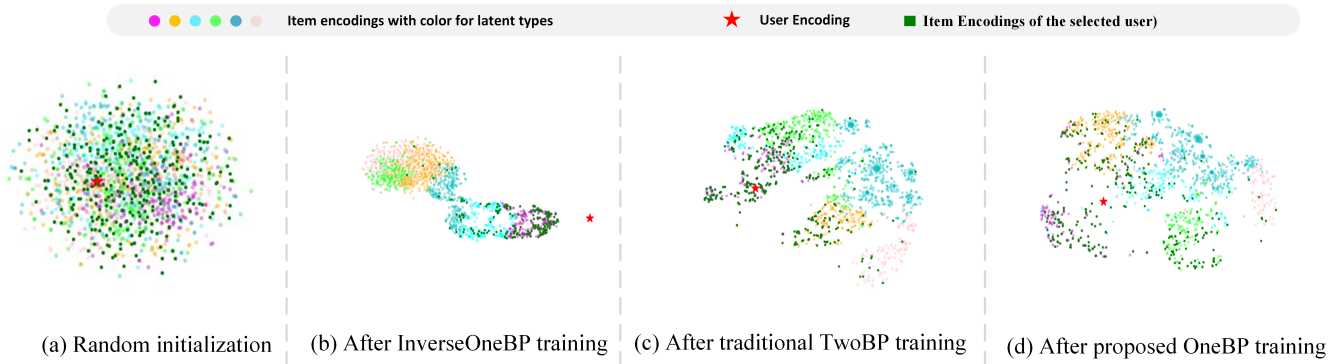 Item encodings with color for latent types
User Encoding
Item Encodings of the selected user)
(a) Random initialization
(b) After InverseOneBP training
(c) After traditional TwoBP training
(d) After proposed OneBP training